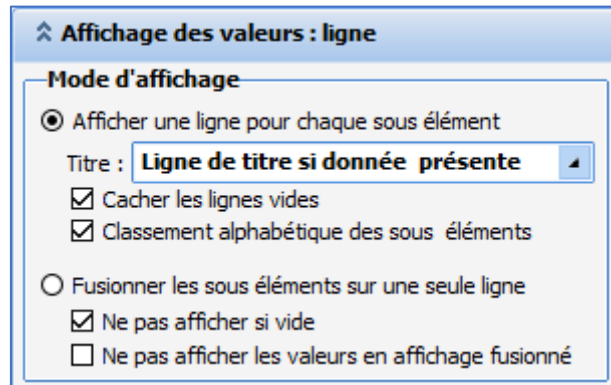 Affichage des valeurs : ligne
Mode d'affichage
Afficher une ligne pour chaque sous élément
Titre : Ligne de titre si donnée présente
Cacher les lignes vides
Classement alphabétique des sous éléments
Fusionner les sous éléments sur une seule ligne
Ne pas afficher si vide
Ne pas afficher les valeurs en affichage fusionné